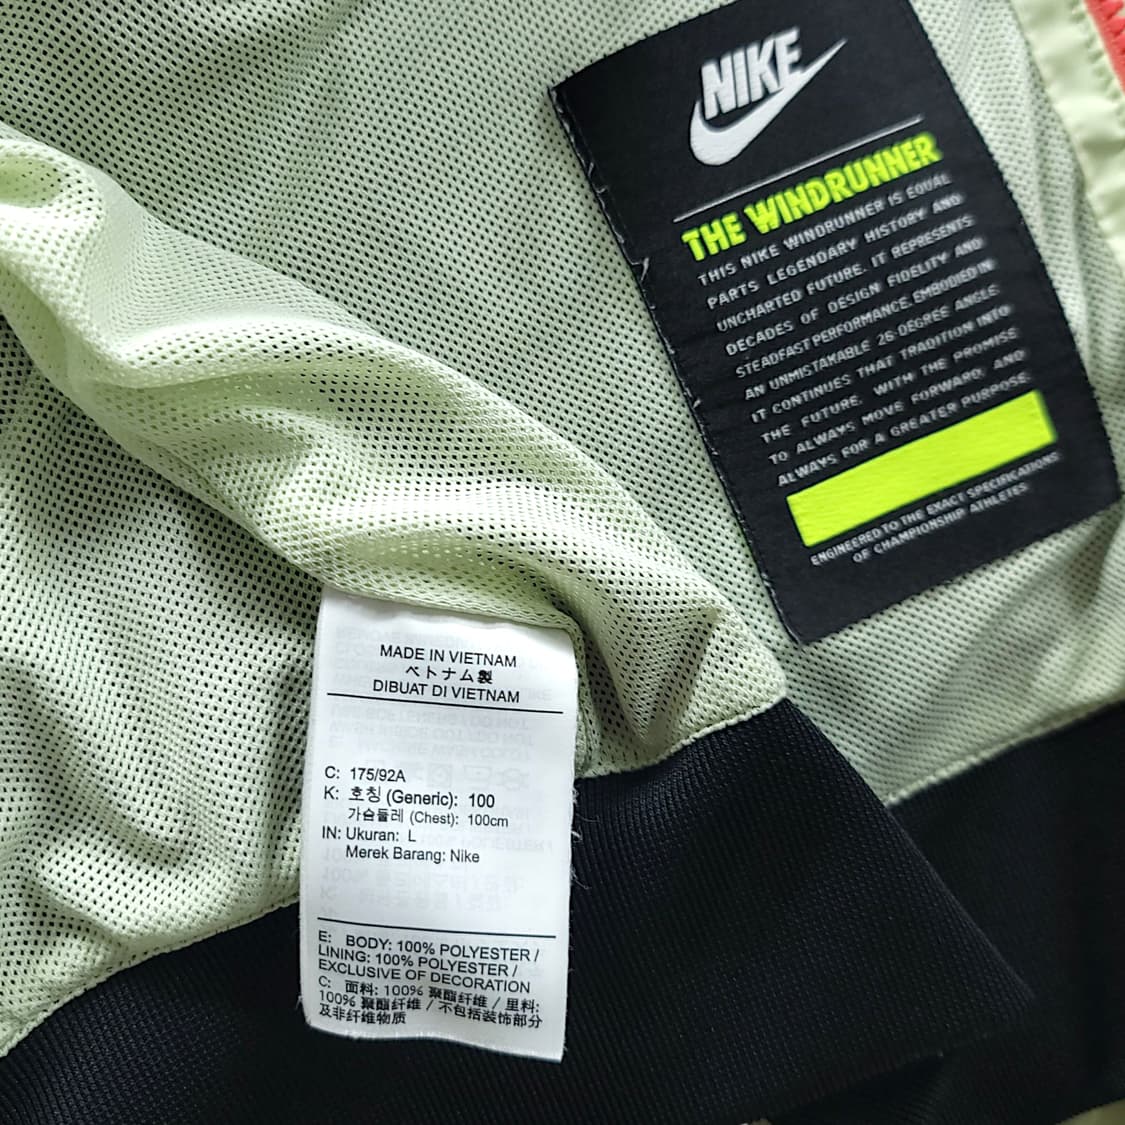 NIKE
THE WINDRUNNER
THIS NIKE WINDRUNNER IS EQUAL
PARTS LEGENDARY HISTORY AND
UNCHARTED FUTURE. IT REPRESENTS
DECADES OF DESIGN FIDELITY AND
STEADFAST PERFORMANCE, EMBODIED IN
AN UNMISTAKABLE 26-DEGREE ANGLE.
IT CONTINUES THAT TRADITION INTO
THE FUTURE, WITH THE PROMISE
TO ALWAYS MOVE FORWARD, AND
ALWAYS FOR A GREATER PURPOSE.
ENGINEERED TO THE EXACT SPECIFICATIONS
OF CHAMPIONSHIP ATHLETES.
MADE IN VIETNAM
ベトナム製
DIBUAT DI VIETNAM
C: 175/92A
K: 호칭 (Generic): 100
가슴둘레 (Chest): 100cm
IN: Ukuran: L
Merek Barang: Nike
E: BODY: 100% POLYESTER /
LINING: 100% POLYESTER /
EXCLUSIVE OF DECORATION
C: 面料: 100% 聚酯纤维 / 里料:
100% 聚酯纤维 / 不包括装饰部分
及非纤维物质